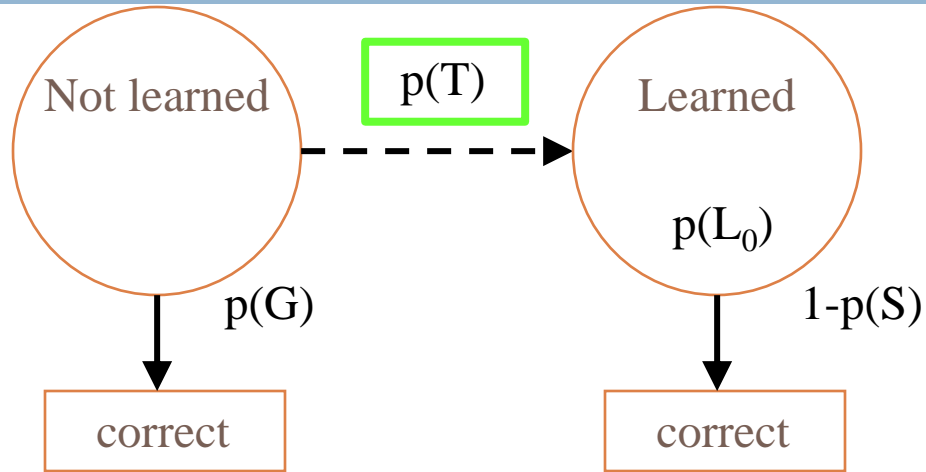 p(T)
Not learned
Learned
p(L₀)
p(G)
1-p(S)
correct
correct